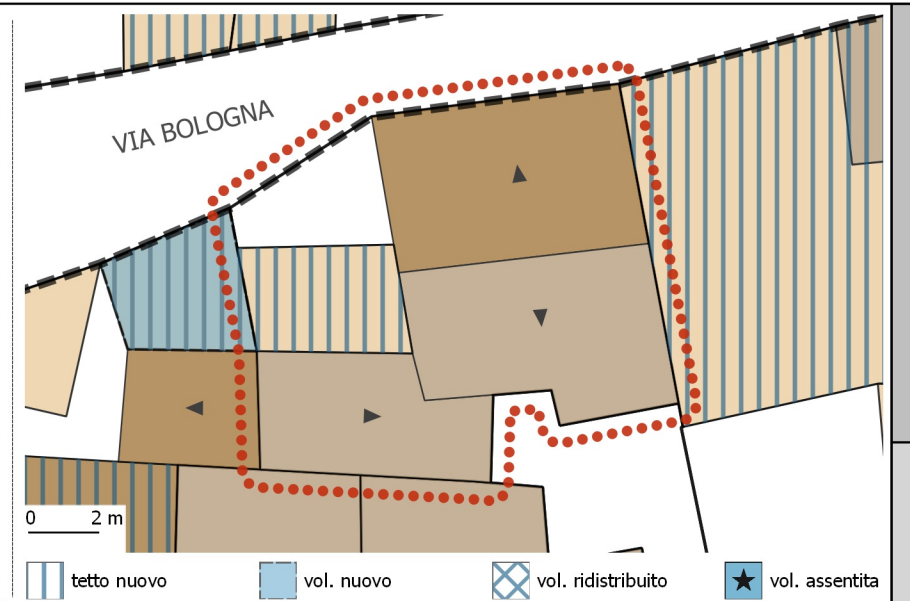 VIA BOLOGNA
0 2 m
tetto nuovo
vol. nuovo
vol. ridistribuito
vol. assentita